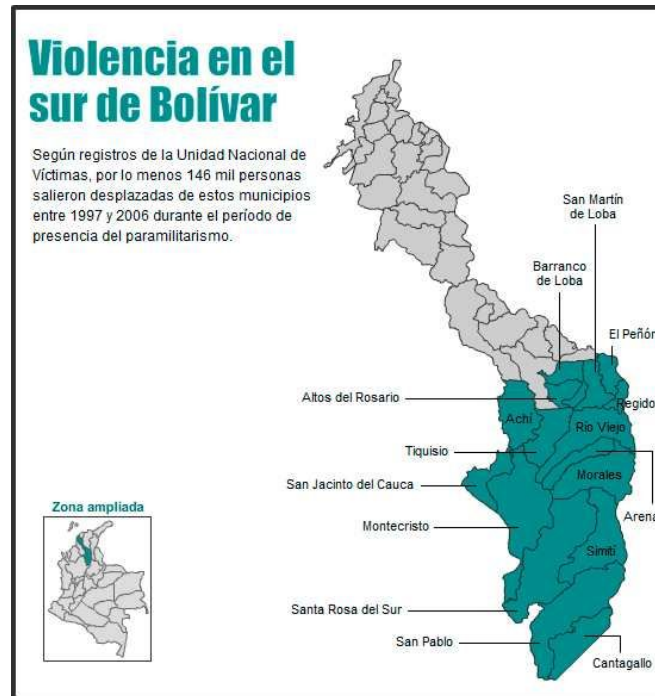 Violencia en el
sur de Bolívar
Según registros de la Unidad Nacional de
Víctimas, por lo menos 146 mil personas
salieron desplazadas de estos municipios
entre 1997 y 2006 durante el período de
presencia del paramilitarismo.
San Martín
de Loba
Barranco
de Loba
El Peñón
Altos del Rosario
Regido
Achí
Río Viejo
Tiquisio
Morales
San Jacinto del Cauca
Arena
Montecristo
Zona ampliada
Simití
Santa Rosa del Sur
San Pablo
Cantagallo